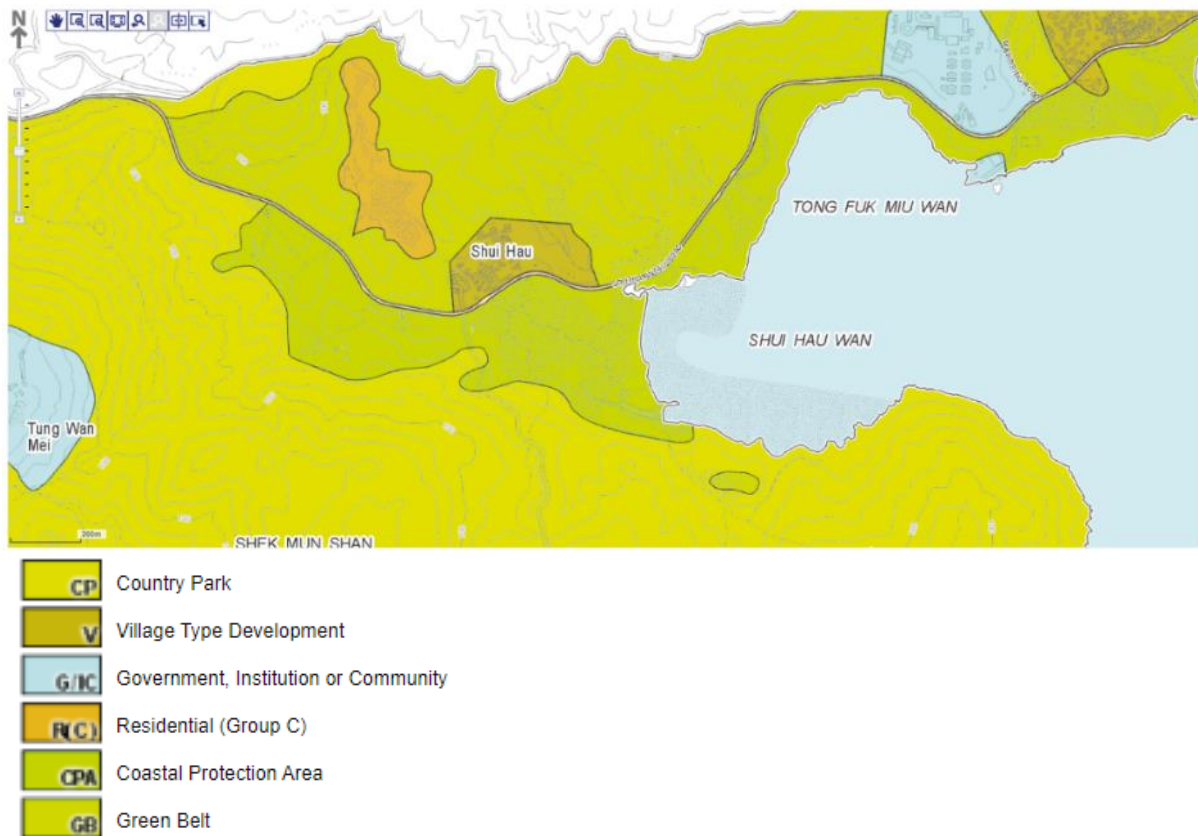 N
TONG FUK MIU WAN
Shui Hau
SHUI HAU WAN
Tung Wan
Mei
200m
SHEK MUN SHAN
CP Country Park
V Village Type Development
G/IC Government, Institution or Community
R(C) Residential (Group C)
CPA Coastal Protection Area
GB Green Belt